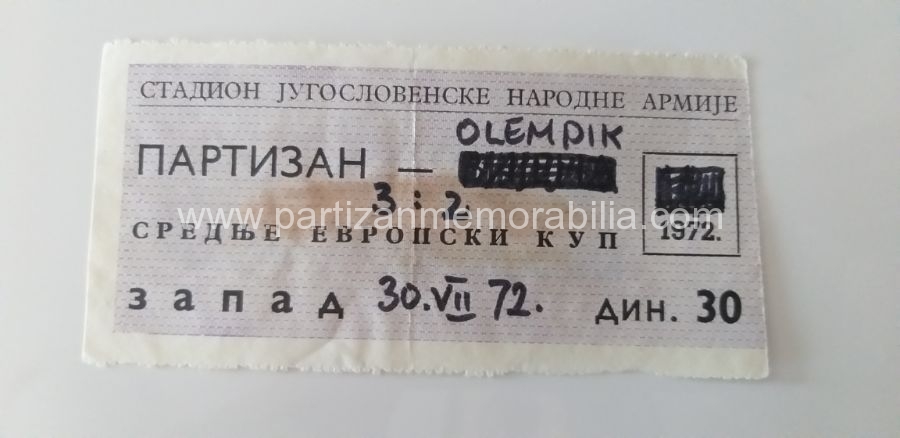 СТАДИОН ЈУГОСЛОВЕНСКЕ НАРОДНЕ АРМИЈЕ
OLEMPIK
ПАРТИЗАН —
3:2.
www.partizanmemorabilia.com
1972.
СРЕДЊЕ ЕВРОПСКИ КУП
запад 30.VII 72. ДИН. 30